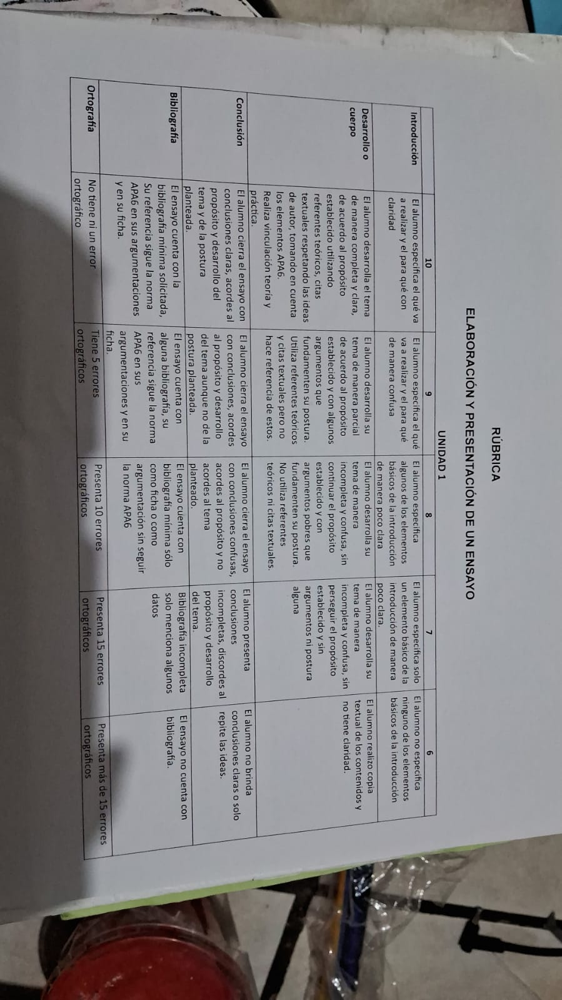 RÚBRICA
ELABORACIÓN Y PRESENTACIÓN DE UN ENSAYO
UNIDAD 1
10
9
8
7
6
Introducción
El alumno especifica el qué va
a realizar y el para qué con
claridad
El alumno especifica el qué
va a realizar y el para qué
de manera confusa
El alumno especifica
algunos de los elementos
básicos de la introducción
de manera poco clara
El alumno especifica solo
un elemento básico de la
introducción de manera
poco clara.
El alumno no especifica
ninguno de los elementos
básicos de la introducción
Desarrollo o
cuerpo
El alumno desarrolla el tema
de manera completa y clara,
de acuerdo al propósito
establecido utilizando
referentes teóricos, citas
textuales respetando las ideas
de autor, tomando en cuenta
los elementos APA6.
Realiza vinculación teoría y
práctica.
El alumno desarrolla su
tema de manera parcial
de acuerdo al propósito
establecido y con algunos
argumentos que
fundamenten su postura.
Utiliza referentes teóricos
y citas textuales pero no
hace referencia de estos.
El alumno desarrolla su
tema de manera
incompleta y confusa, sin
continuar el propósito
establecido y con
argumentos pobres que
fundamenten su postura.
No utiliza referentes
teóricos ni citas textuales.
El alumno desarrolla su
tema de manera
incompleta y confusa, sin
perseguir el propósito
establecido y sin
argumentos ni postura
alguna
El alumno realizo copia
textual de los contenidos y
no tiene claridad.
Conclusión
El alumno cierra el ensayo con
conclusiones claras, acordes al
propósito y desarrollo del
tema y de la postura
planteada.
El alumno cierra el ensayo
con conclusiones, acordes
al propósito y desarrollo
del tema aunque no de la
postura planteada.
El alumno cierra el ensayo
con conclusiones confusas,
acordes al propósito y no
acordes al tema
planteado.
El alumno presenta
conclusiones
incompletas, discordes al
propósito y desarrollo
del tema.
El alumno no brinda
conclusiones claras o solo
repite las ideas.
Bibliografía
El ensayo cuenta con la
bibliografía mínima solicitada,
Su referencia sigue la norma
APA6 en sus argumentaciones
y en su ficha.
El ensayo cuenta con
alguna bibliografía, su
referencia sigue la norma
APA6 en sus
argumentaciones y en su
ficha.
El ensayo cuenta con
bibliografía mínima sólo
como ficha o como
argumentación sin seguir
la norma APA6
Bibliografía incompleta
solo menciona algunos
datos
El ensayo no cuenta con
bibliografía.
Ortografía
No tiene ni un error
ortográfico
Tiene 5 errores
ortográficos
Presenta 10 errores
ortográficos
Presenta 15 errores
ortográficos
Presenta más de 15 errores
ortográficos